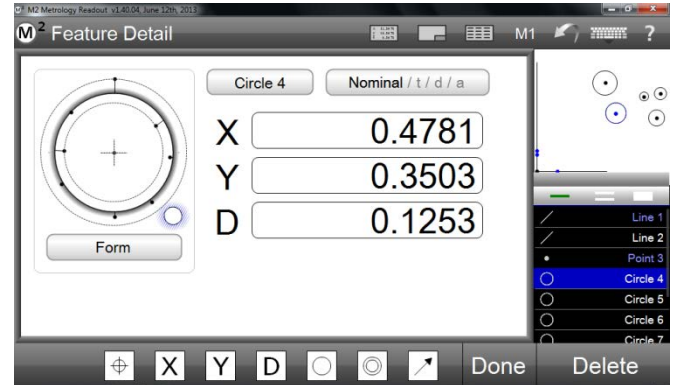 M² M2 Metrology Readout v1.40.04, June 12th, 2013
M² Feature Detail
M1
?
Circle 4
Nominal / t / d / a
X 0.4781
Y 0.3503
D 0.1253
Form
Line 1
Line 2
Point 3
Circle 4
Circle 5
Circle 6
Circle 7
X Y D Done Delete